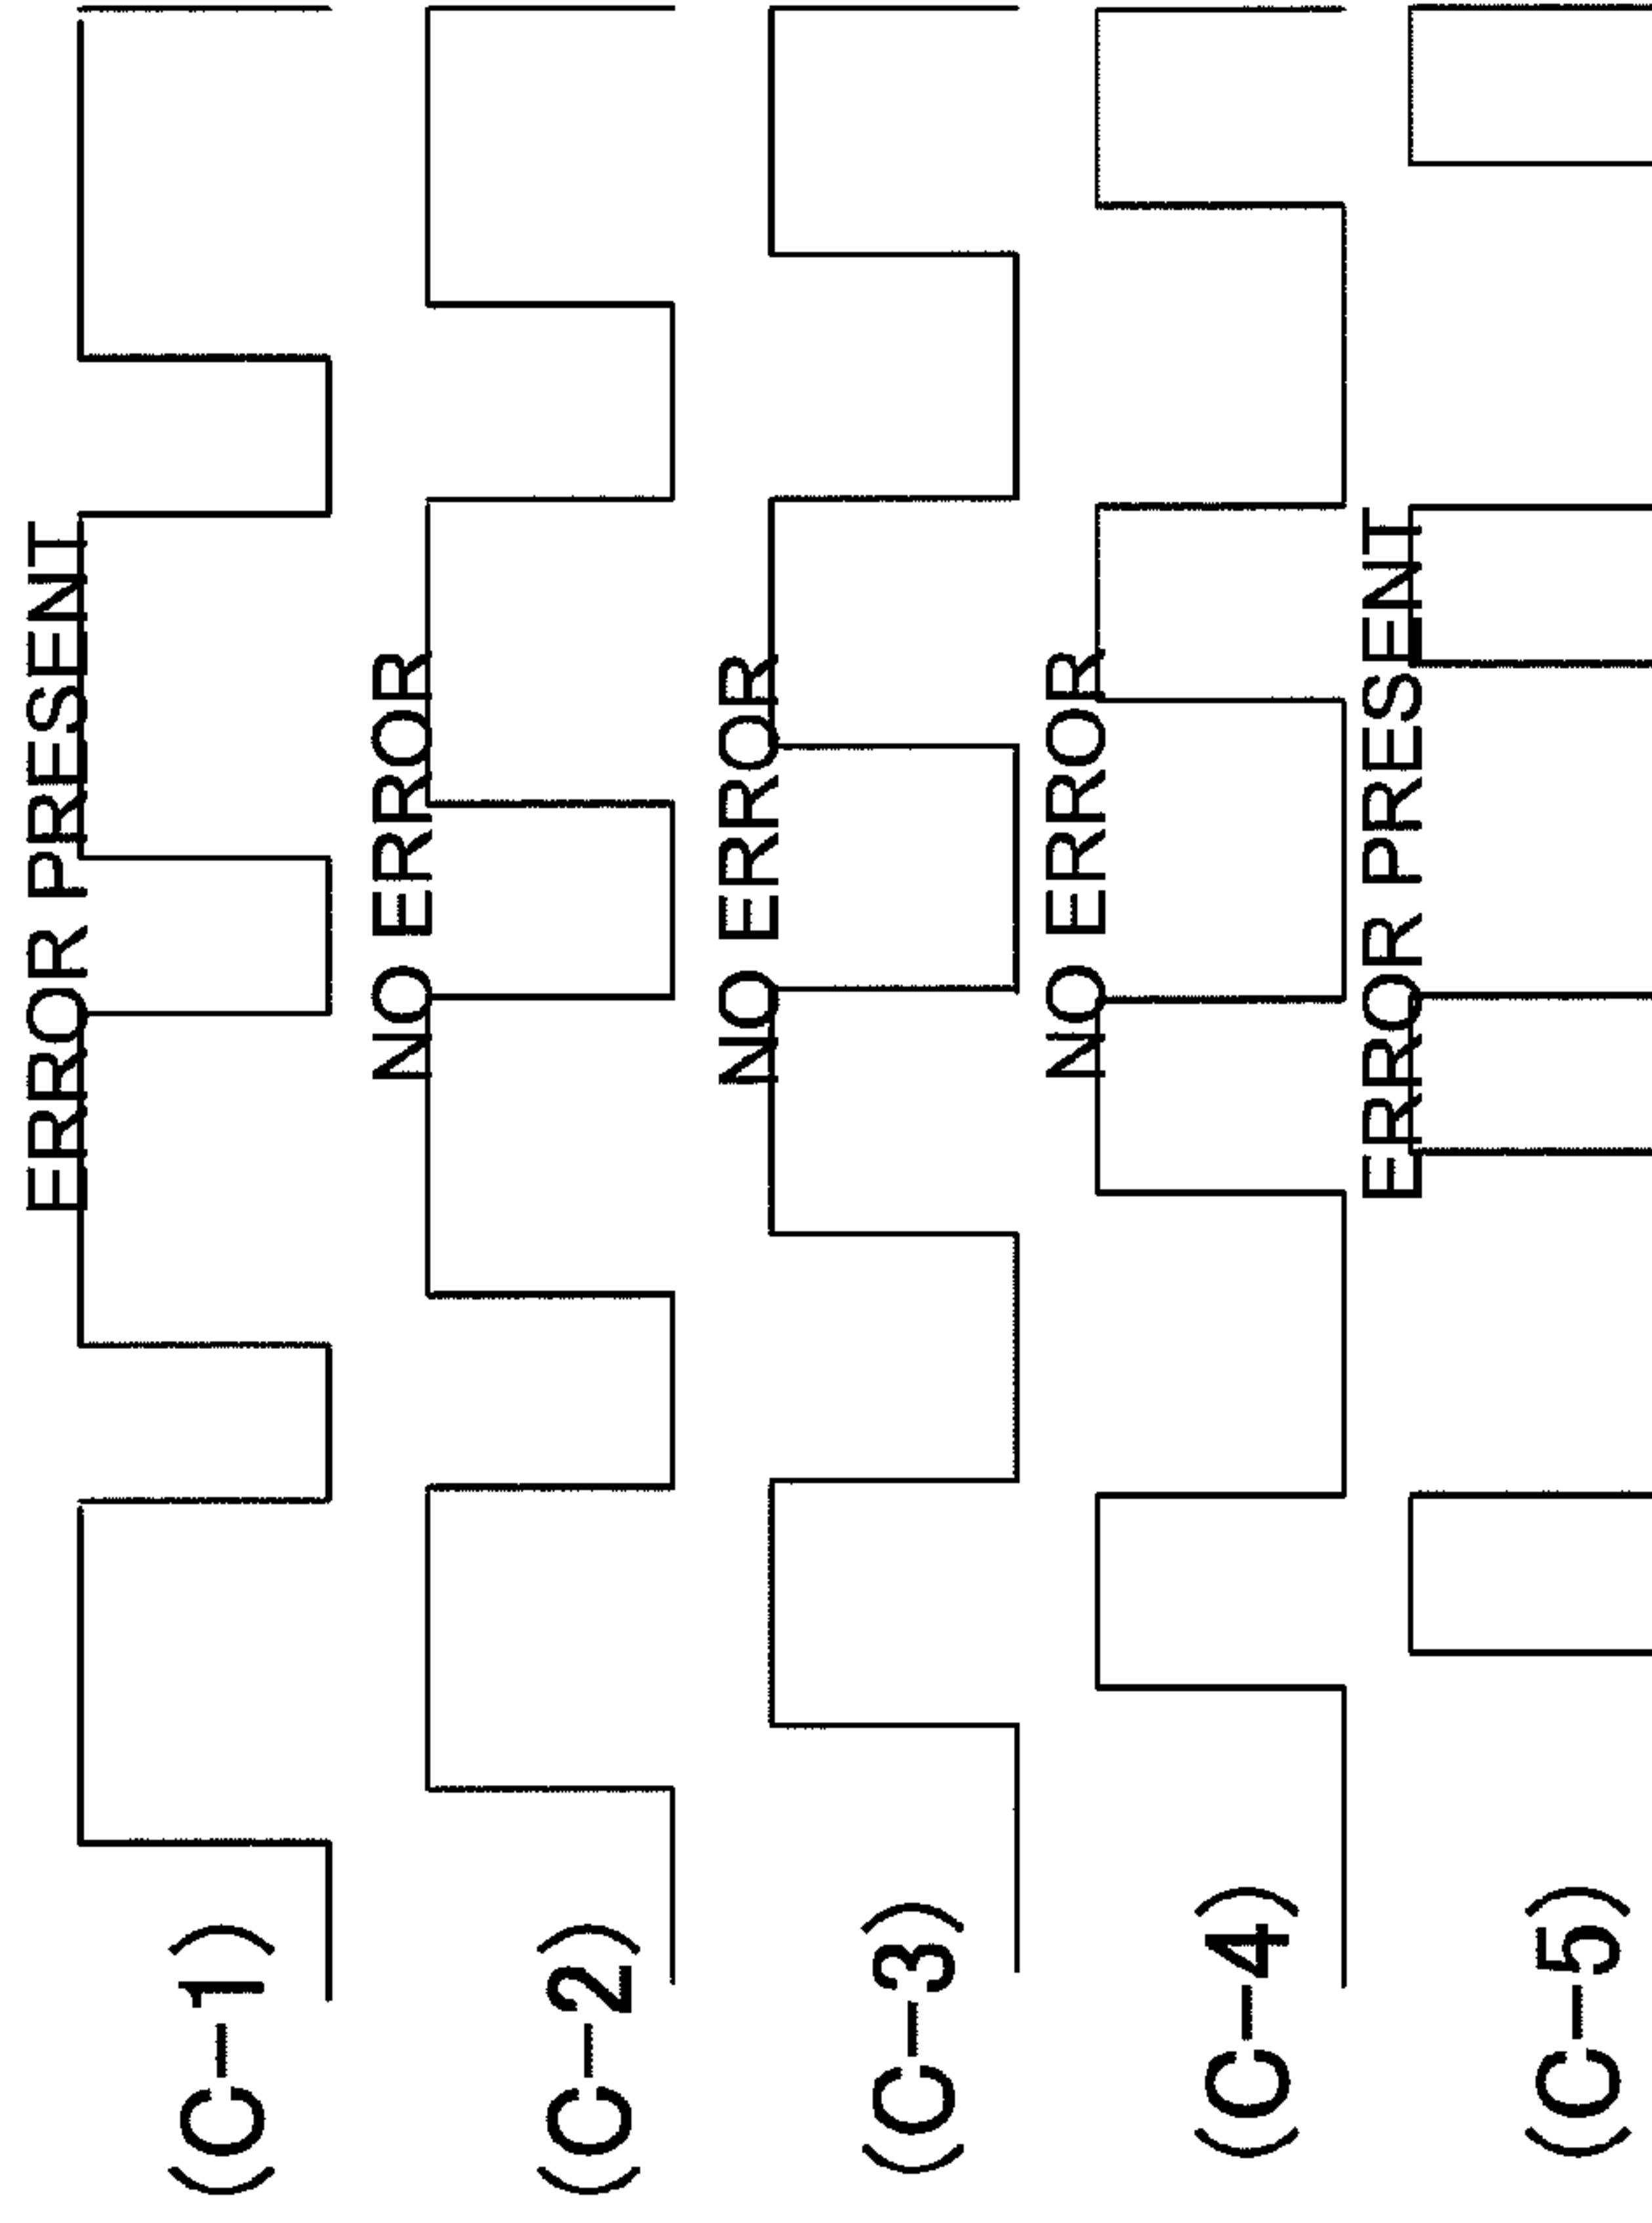 ERROR PRESENT
(C-1)
NO ERROR
(C-2)
NO ERROR
(C-3)
NO ERROR
(C-4)
ERROR PRESENT
(C-5)